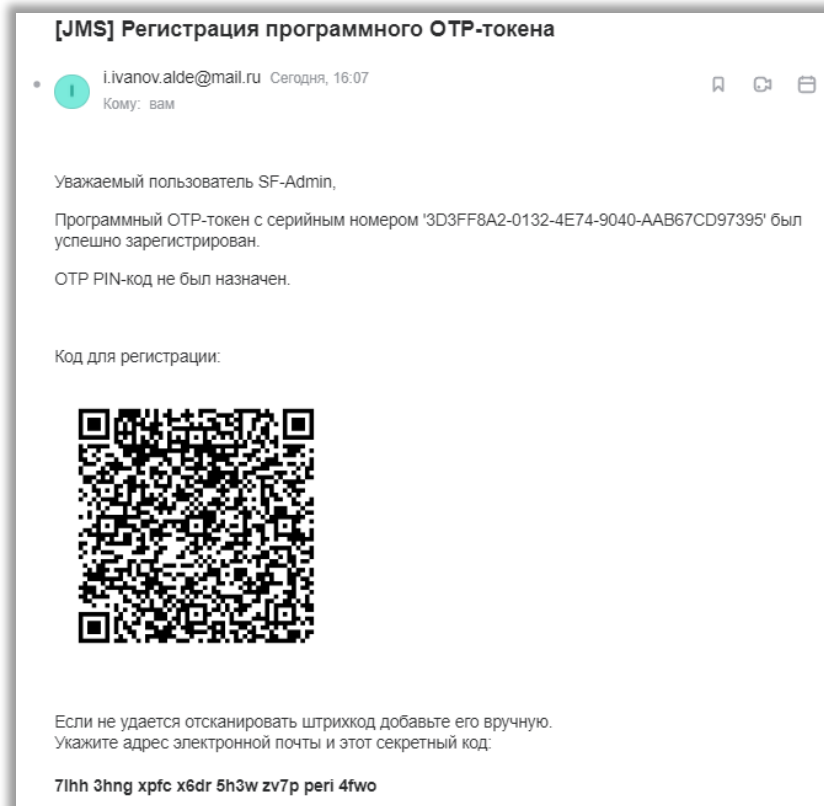 [JMS] Регистрация программного OTP-токена
I
i.ivanov.alde@mail.ru Сегодня, 16:07
Кому: вам
Уважаемый пользователь SF-Admin,
Программный OTP-токен с серийным номером '3D3FF8A2-0132-4E74-9040-AAB67CD97395' был
успешно зарегистрирован.
OTP PIN-код не был назначен.
Код для регистрации:
Если не удается отсканировать штрихкод добавьте его вручную.
Укажите адрес электронной почты и этот секретный код:
7lhh 3hng xpfc x6dr 5h3w zv7p peri 4fwo